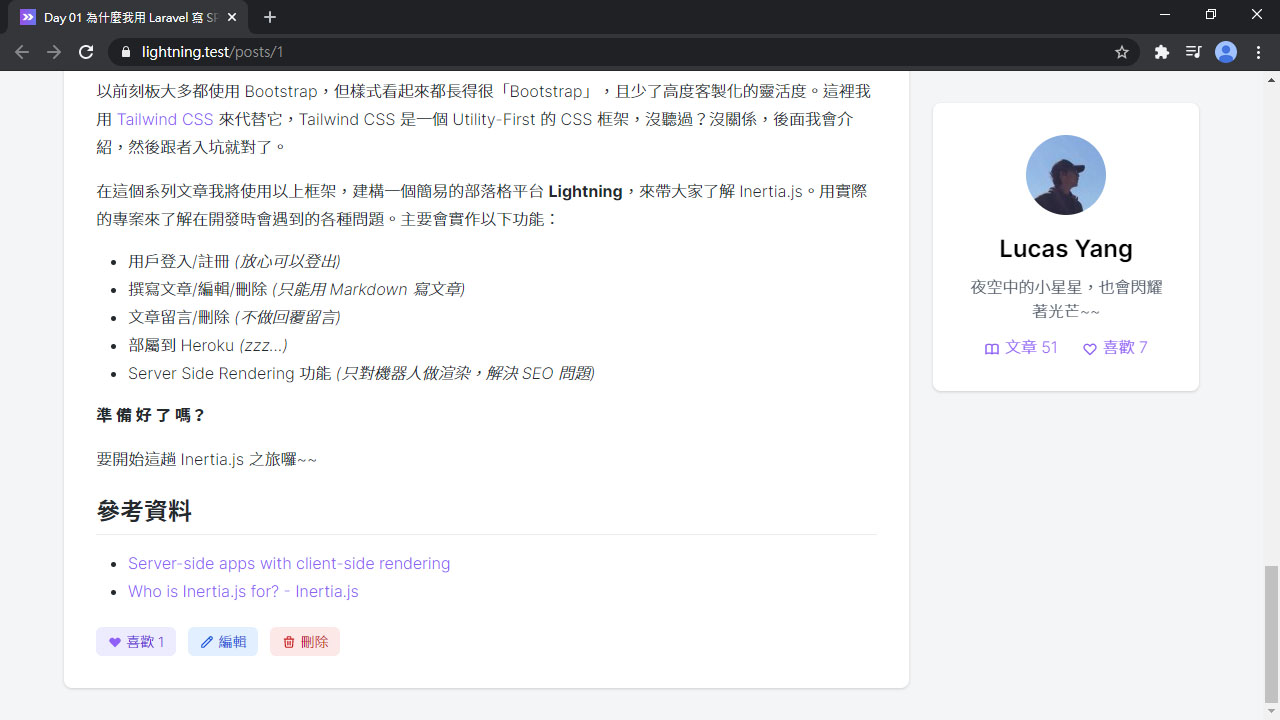 Day 01 為什麼我用 Laravel 寫 SP
lightning.test/posts/1
以前刻板大多都使用 Bootstrap，但樣式看起來都長得很「Bootstrap」，且少了高度客製化的靈活度。這裡我
用 Tailwind CSS 來代替它，Tailwind CSS 是一個 Utility-First 的 CSS 框架，沒聽過？沒關係，後面我會介
紹，然後跟者入坑就對了。
在這個系列文章我將使用以上框架，建構一個簡易的部落格平台 Lightning，來帶大家了解 Inertia.js。用實際
的專案來了解在開發時會遇到的各種問題。主要會實作以下功能：
用戶登入/註冊 (放心可以登出)
撰寫文章/編輯/刪除 (只能用 Markdown 寫文章)
文章留言/刪除 (不做回覆留言)
部屬到 Heroku (zzz...)
Server Side Rendering 功能 (只對機器人做渲染，解決 SEO 問題)
準備好了嗎？
要開始這趟 Inertia.js 之旅囉~~
參考資料
Server-side apps with client-side rendering
Who is Inertia.js for? - Inertia.js
喜歡 1 編輯 刪除
Lucas Yang
夜空中的小星星，也會閃耀
著光芒~~
文章 51 喜歡 7